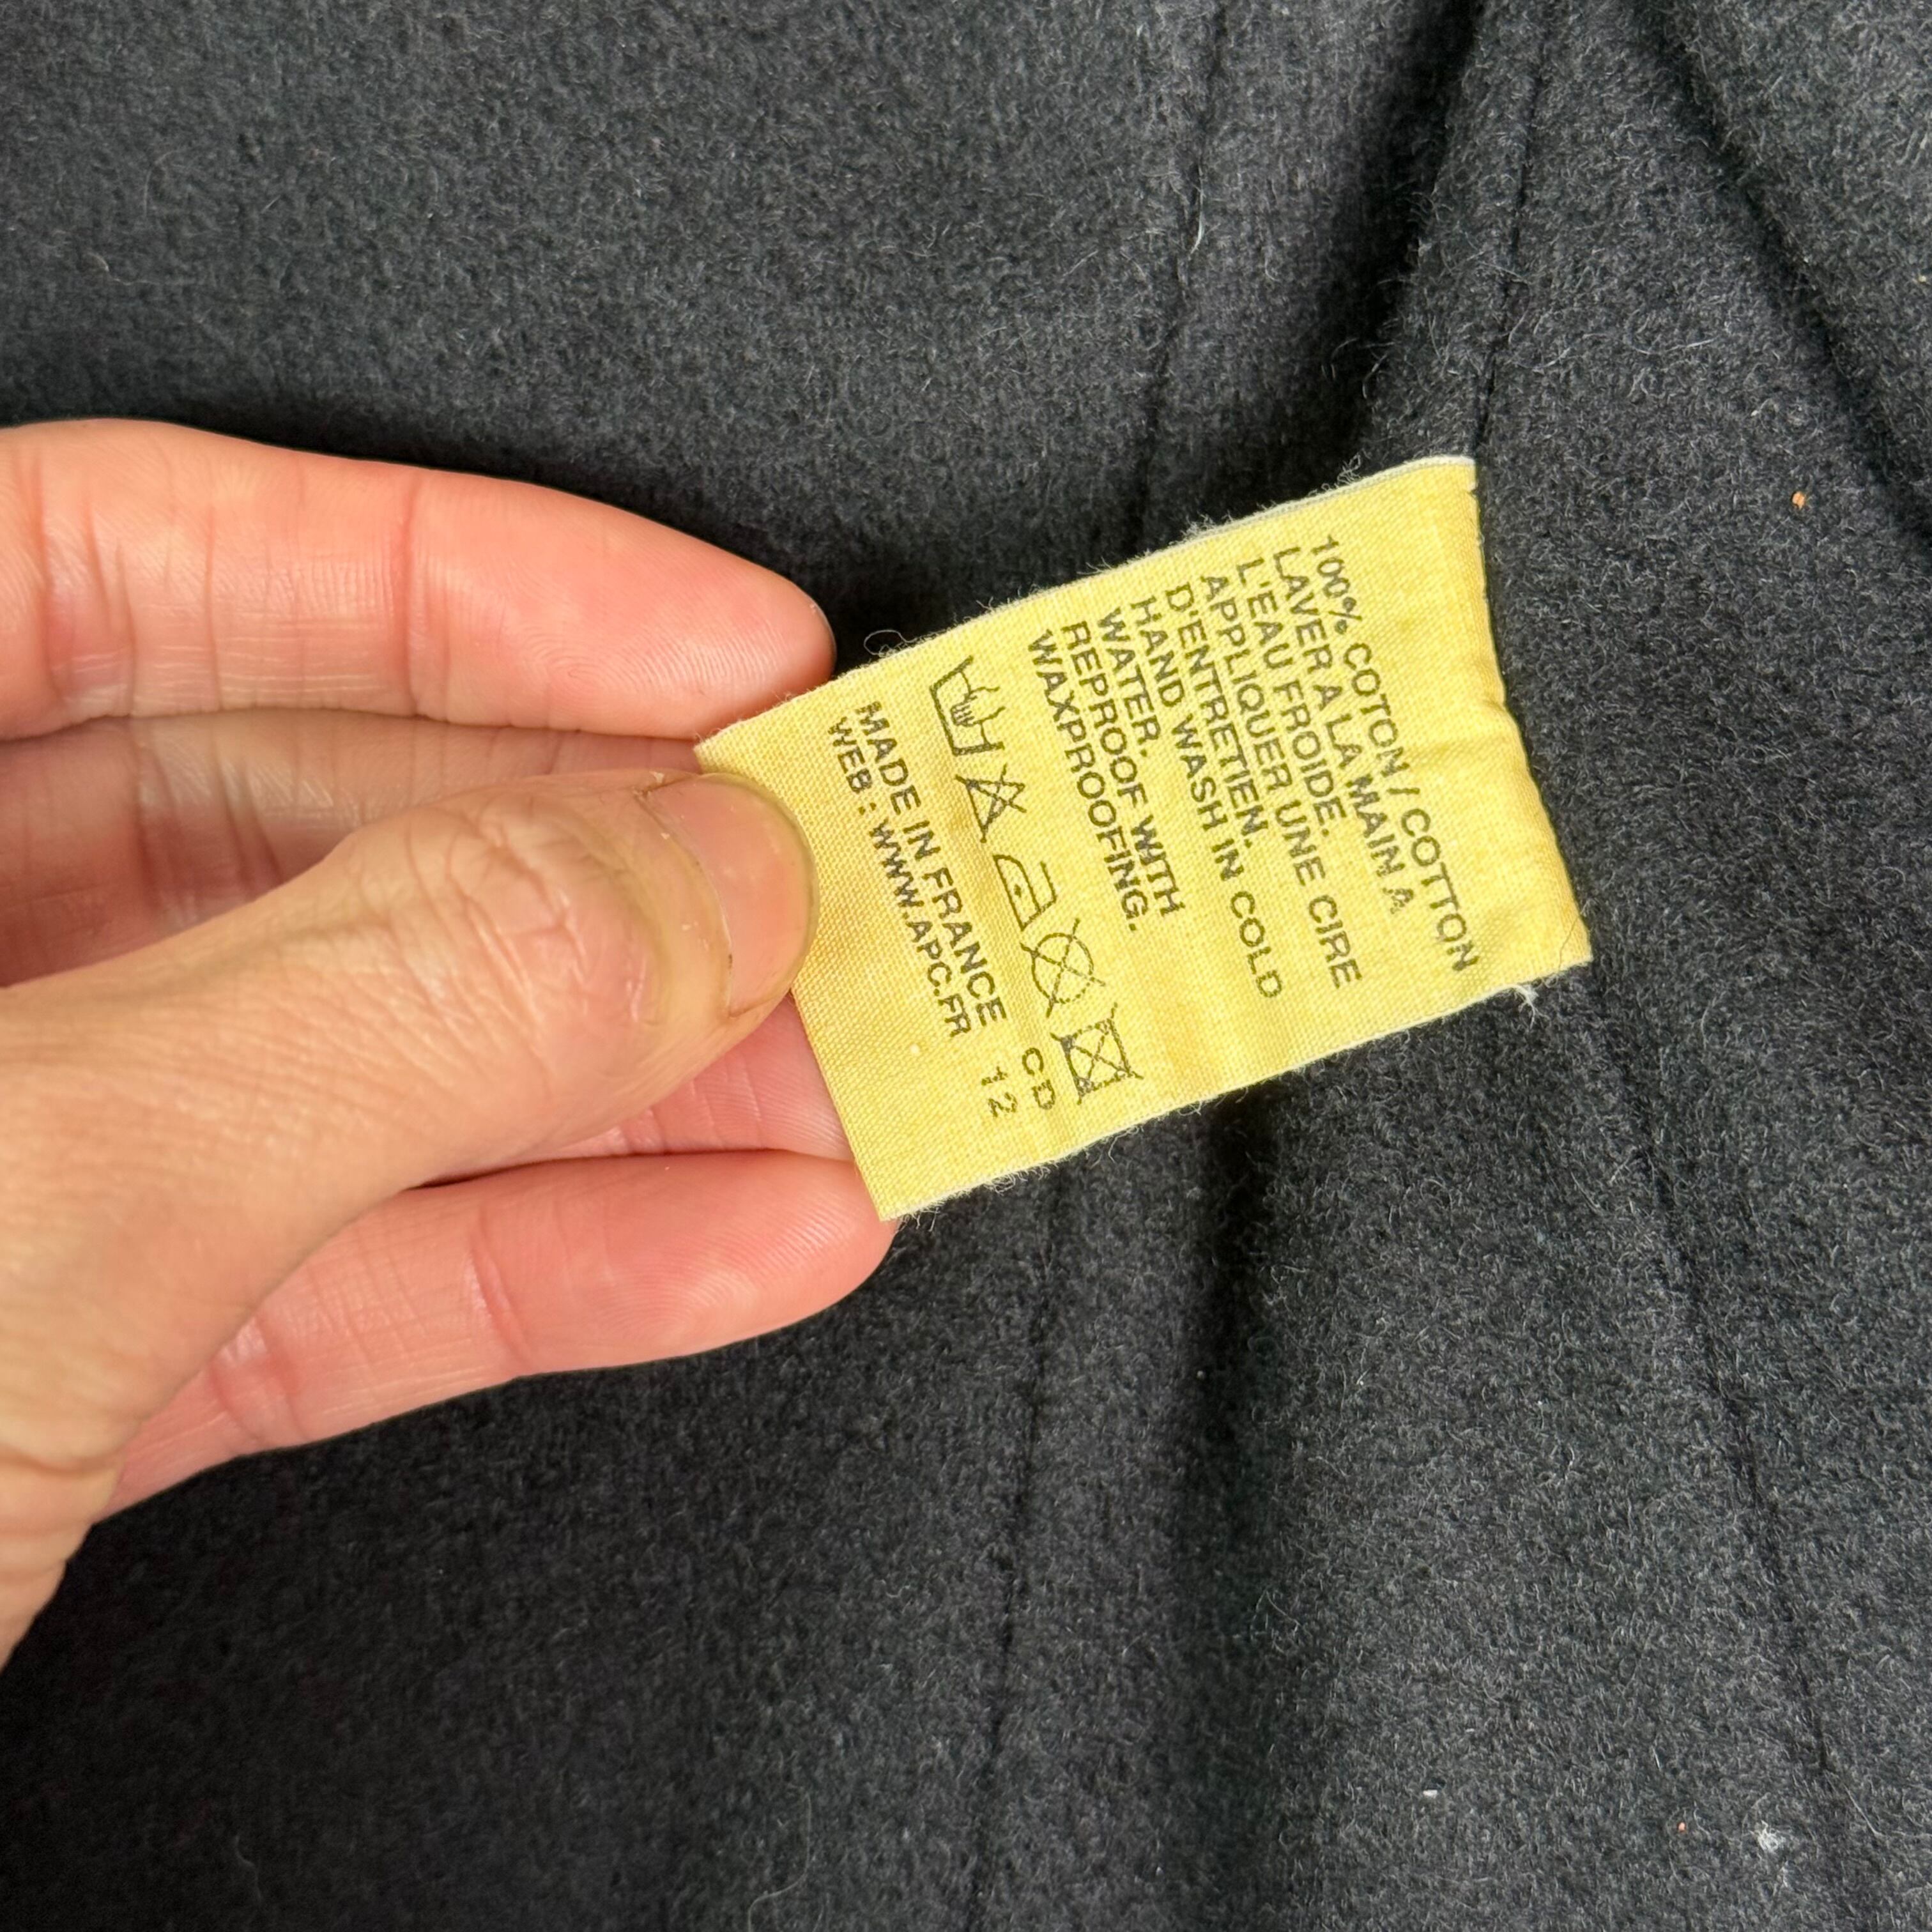 100% COTON / COTTON
LAVER A LA MAIN A
L'EAU FROIDE.
APPLIQUER UNE CIRE
D'ENTRETIEN.
HAND WASH IN COLD
WATER.
REPROOF WITH
WAXPROOFING.
CD
12
MADE IN FRANCE
WEB : WWW.APC.FR